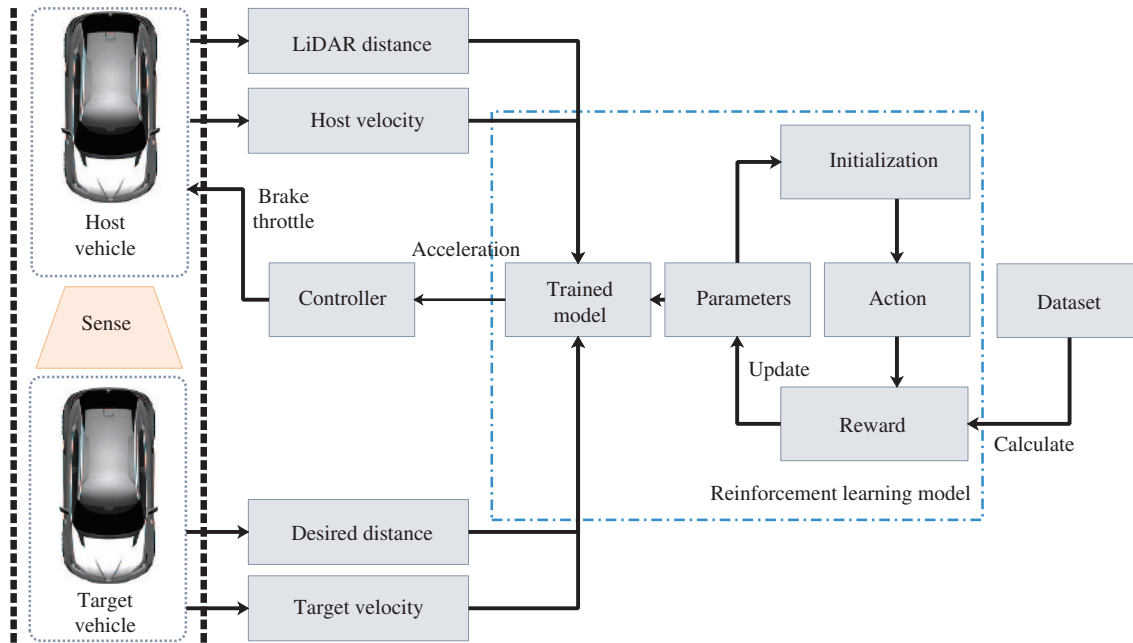 LiDAR distance
Host velocity
Initialization
Brake
throttle
Host
vehicle
Acceleration
Controller
Trained
model
Parameters
Action
Dataset
Sense
Update
Reward
Calculate
Reinforcement learning model
Desired distance
Target velocity
Target
vehicle